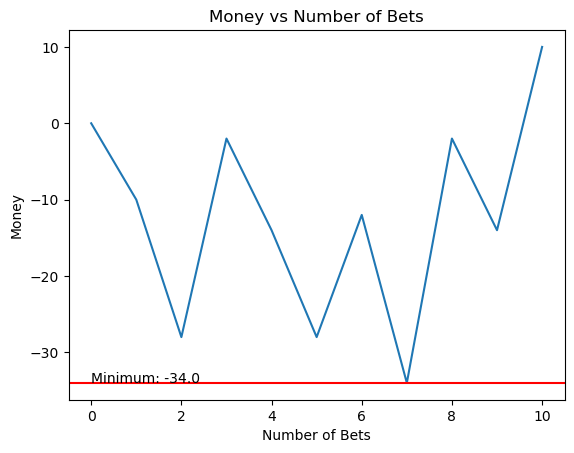 Money vs Number of Bets
10
0
−10
−20
−30
Money
Minimum: -34.0
0 2 4 6 8 10
Number of Bets